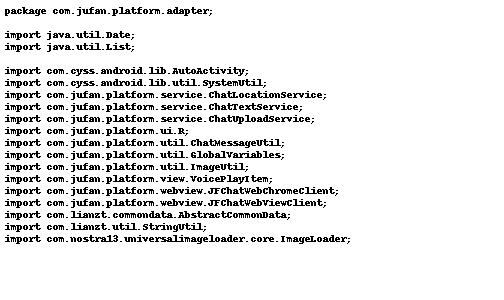 package com.jufan.platform.adapter;
import java.util.Date;
import java.util.List;
import com.cyss.android.lib.AutoActivity;
import com.cyss.android.lib.util.SystemUtil;
import com.jufan.platform.service.ChatLocationService;
import com.jufan.platform.service.ChatTextService;
import com.jufan.platform.service.ChatUploadService;
import com.jufan.platform.ui.R;
import com.jufan.platform.util.ChatMessageUtil;
import com.jufan.platform.util.GlobalVariables;
import com.jufan.platform.util.ImageUtil;
import com.jufan.platform.view.VoicePlayItem;
import com.jufan.platform.webview.JFChatWebChromeClient;
import com.jufan.platform.webview.JFChatWebViewClient;
import com.lianzt.commondata.AbstractCommonData;
import com.lianzt.util.StringUtil;
import com.nostra13.universalimageloader.core.ImageLoader;